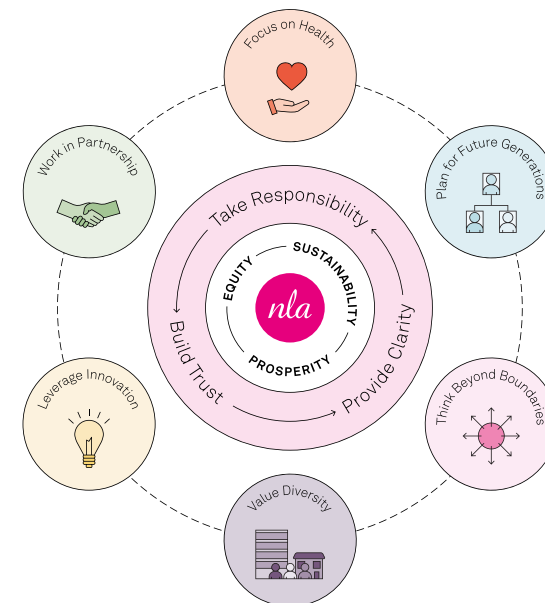 Focus on Health
Work in Partnership
Plan for Future Generations
Take Responsibility
EQUITY
SUSTAINABILITY
nla
PROSPERITY
Build Trust
Provide Clarity
Leverage Innovation
Think Beyond Boundaries
Value Diversity